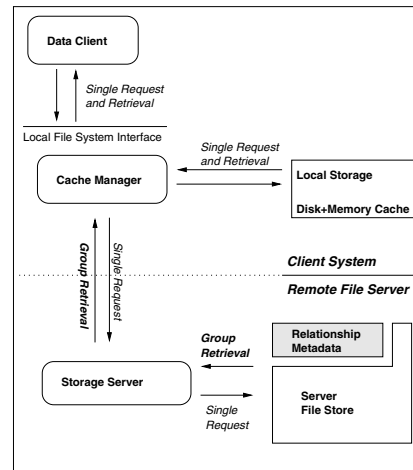 Data Client
Single Request
and Retrieval
Local File System Interface
Single Request
and Retrieval
Cache Manager
Local Storage
Disk+Memory Cache
Group Retrieval
Single Request
Client System
Remote File Server
Relationship
Metadata
Group
Retrieval
Storage Server
Single
Request
Server
File Store